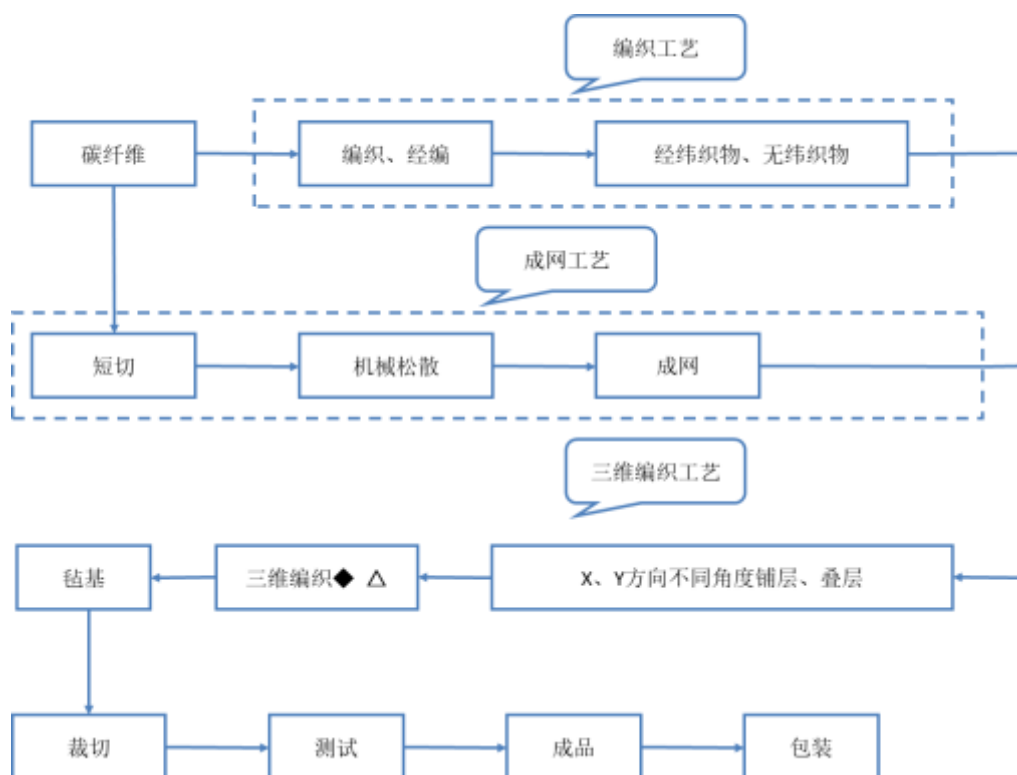 编织工艺
碳纤维
编织、经编
经纬织物、无纬织物
成网工艺
短切
机械松散
成网
三维编织工艺
毡基
三维编织◆ △
X、Y方向不同角度铺层、叠层
裁切
测试
成品
包装